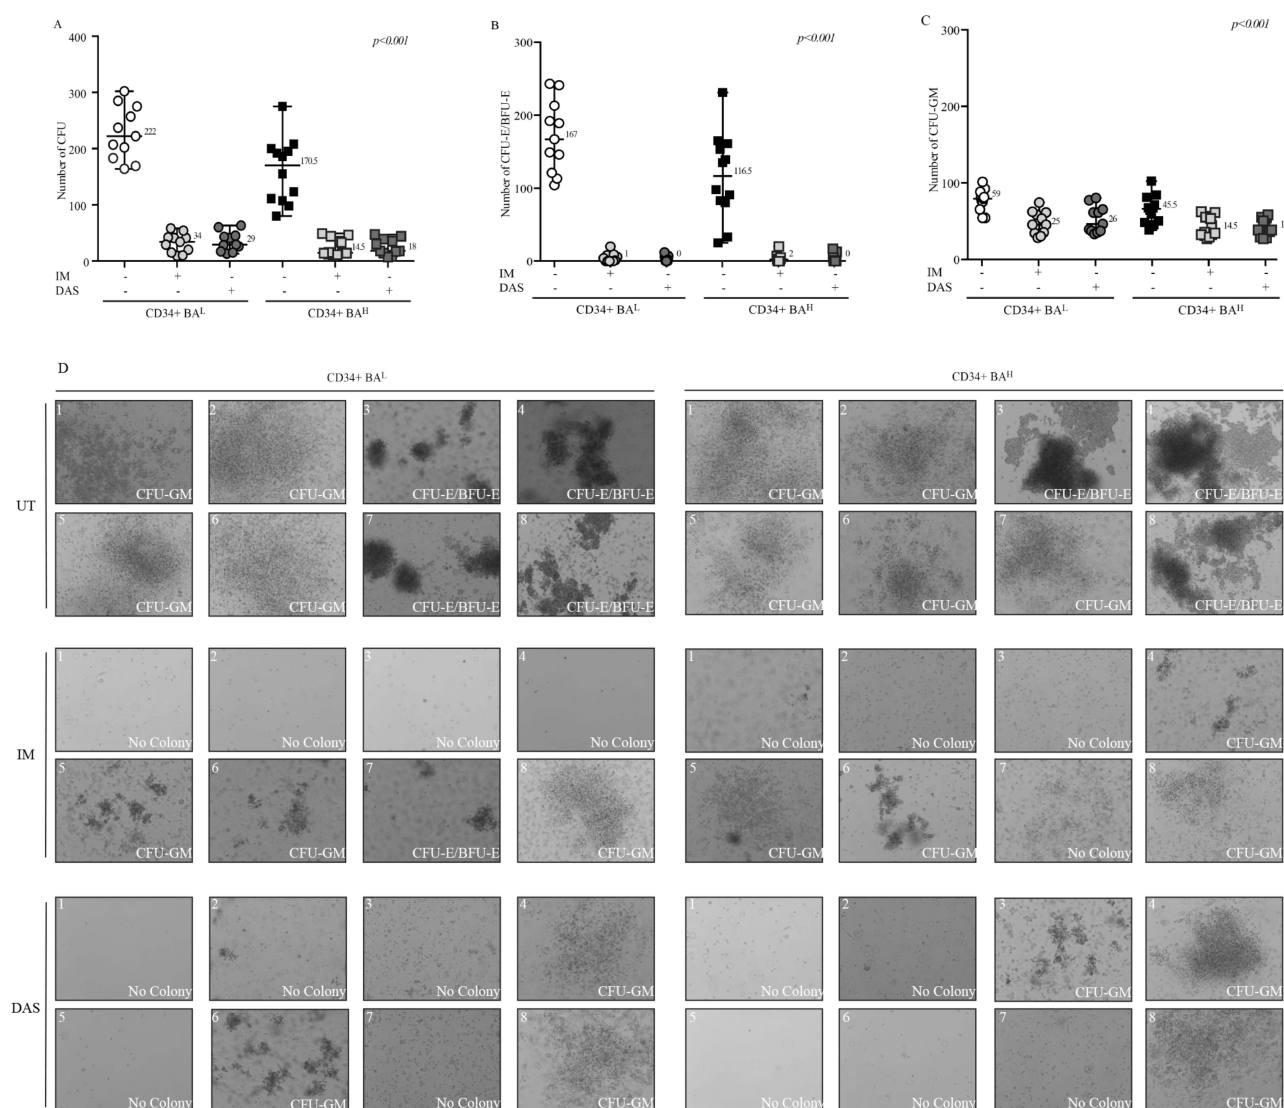 A
p<0.001
Number of CFU
400
300
200
100
0
222
34
29
170.5
14.5
18
IM - + - - + -
DAS - - + - - +
CD34+ BAL
CD34+ BAH
B
p<0.001
Number of CFU-E/BFU-E
300
200
100
0
167
1
0
116.5
2
0
IM - + - - + -
DAS - - + - - +
CD34+ BAL
CD34+ BAH
C
p<0.001
Number of CFU-GM
300
200
100
0
59
25
26
45.5
14.5
1
IM - + - - + -
DAS - - + - - +
CD34+ BAL
CD34+ BAH
D
CD34+ BAL
CD34+ BAH
UT
1 2 3 4 1 2 3 4
CFU-GM CFU-GM CFU-E/BFU-E CFU-E/BFU-E CFU-GM CFU-GM CFU-E/BFU-E CFU-E/BFU-E
5 6 7 8 5 6 7 8
CFU-GM CFU-GM CFU-E/BFU-E CFU-E/BFU-E CFU-GM CFU-GM CFU-GM CFU-E/BFU-E
IM
1 2 3 4 1 2 3 4
No Colony No Colony No Colony No Colony No Colony No Colony No Colony CFU-GM
5 6 7 8 5 6 7 8
CFU-GM CFU-GM CFU-E/BFU-E CFU-GM CFU-GM CFU-GM No Colony CFU-GM
DAS
1 2 3 4 1 2 3 4
No Colony No Colony No Colony CFU-GM No Colony No Colony CFU-GM CFU-GM
5 6 7 8 5 6 7 8
No Colony CFU-GM No Colony CFU-GM No Colony No Colony No Colony CFU-GM